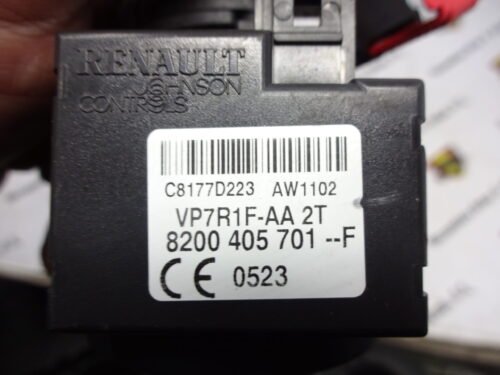 RENAULT
JOHNSON
CONTROLS
C8177D223 AW1102
VP7R1F-AA 2T
8200 405 701 --F
CE 0523